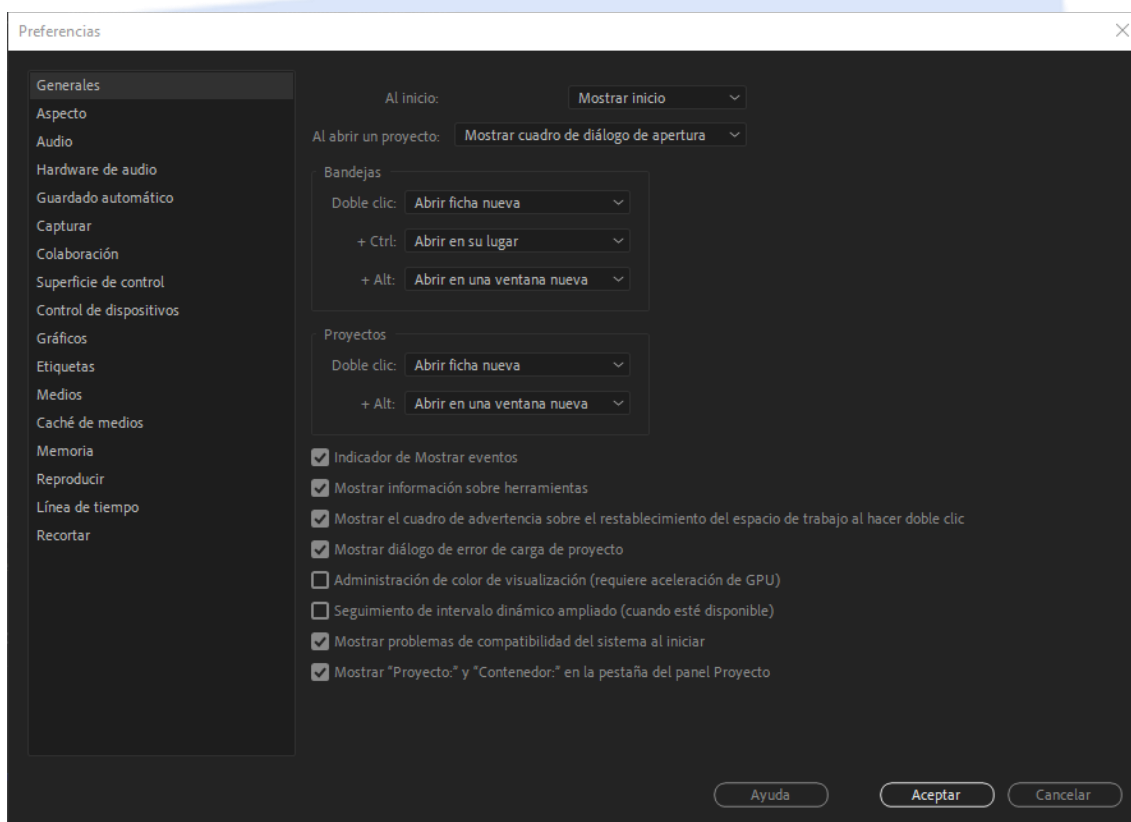 Preferencias
Generales
Aspecto
Audio
Hardware de audio
Guardado automático
Capturar
Colaboración
Superficie de control
Control de dispositivos
Gráficos
Etiquetas
Medios
Caché de medios
Memoria
Reproducir
Línea de tiempo
Recortar
Al inicio: Mostrar inicio
Al abrir un proyecto: Mostrar cuadro de diálogo de apertura
Bandejas
Doble clic: Abrir ficha nueva
+ Ctrl: Abrir en su lugar
+ Alt: Abrir en una ventana nueva
Proyectos
Doble clic: Abrir ficha nueva
+ Alt: Abrir en una ventana nueva
Indicador de Mostrar eventos
Mostrar información sobre herramientas
Mostrar el cuadro de advertencia sobre el restablecimiento del espacio de trabajo al hacer doble clic
Mostrar diálogo de error de carga de proyecto
Administración de color de visualización (requiere aceleración de GPU)
Seguimiento de intervalo dinámico ampliado (cuando esté disponible)
Mostrar problemas de compatibilidad del sistema al iniciar
Mostrar "Proyecto:" y "Contenedor:" en la pestaña del panel Proyecto
Ayuda Aceptar Cancelar